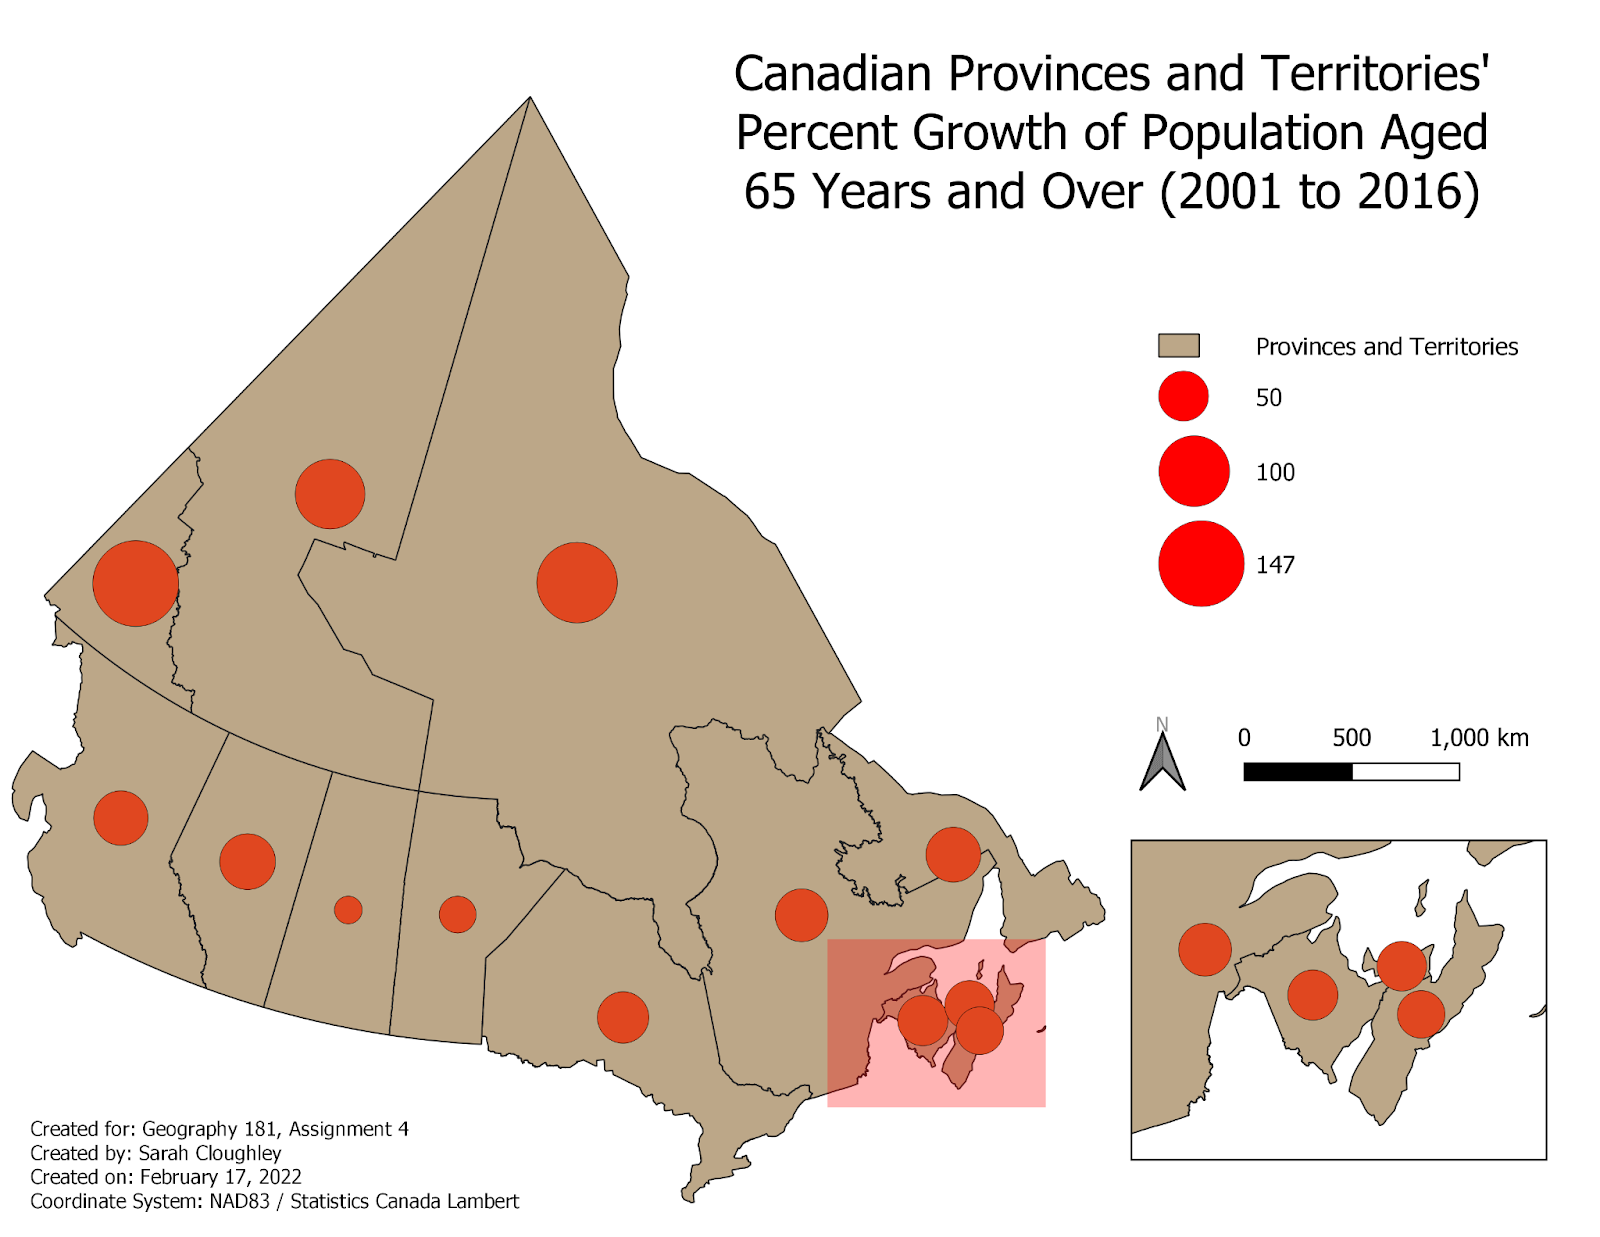 Canadian Provinces and Territories'
Percent Growth of Population Aged
65 Years and Over (2001 to 2016)
Provinces and Territories
50
100
147
N
0 500 1,000 km
Created for: Geography 181, Assignment 4
Created by: Sarah Cloughley
Created on: February 17, 2022
Coordinate System: NAD83 / Statistics Canada Lambert